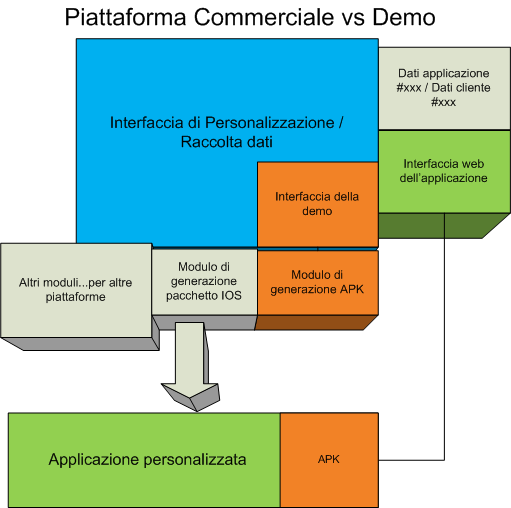 Piattaforma Commerciale vs Demo
Dati applicazione
#xxx / Dati cliente
#xxx
Interfaccia di Personalizzazione /
Raccolta dati
Interfaccia web
dell'applicazione
Interfaccia della
demo
Altri moduli...per altre
piattaforme
Modulo di
generazione
pacchetto IOS
Modulo di
generazione APK
Applicazione personalizzata
APK